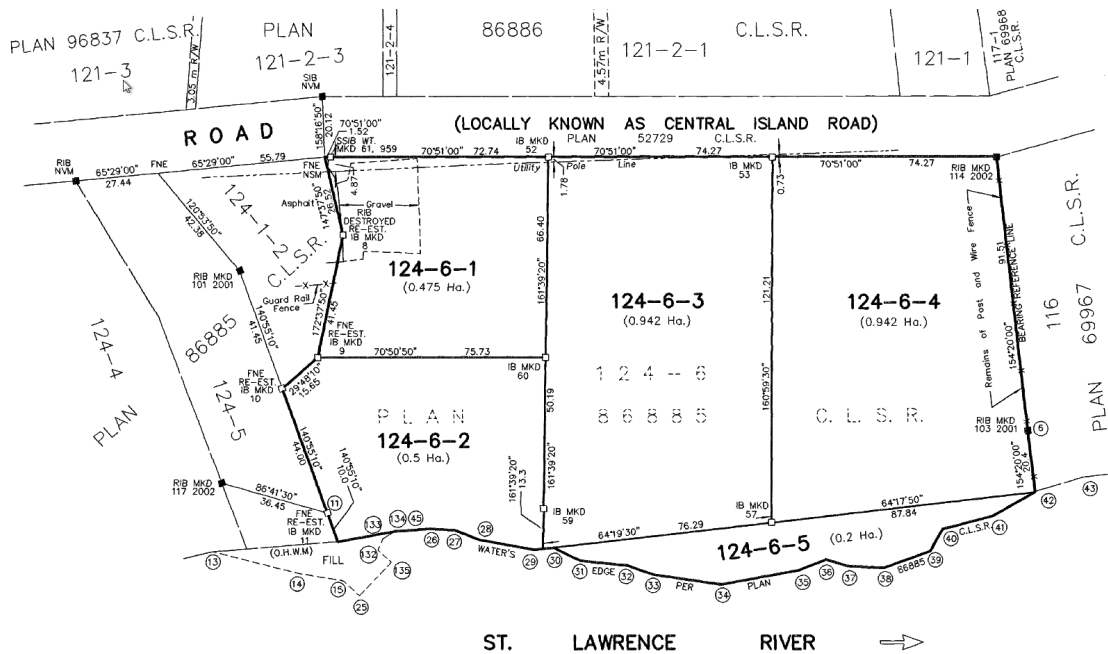 PLAN 96837 C.L.S.R.
121-3
3.05 m R/W
PLAN
121-2-3
121-2-4
86886
4.57m R/W
121-2-1
C.L.S.R.
121-1
117-1
PLAN 69968
C.L.S.R.
SIB
NVM
158°16'50"
20.12
ROAD
(LOCALLY KNOWN AS CENTRAL ISLAND ROAD)
PLAN 52729 C.L.S.R.
70°51'00"
1.52
SSIB WT.
MKD 61, 959
70°51'00" 72.74
IB MKD
52
70°51'00" 74.27
IB MKD
53
70°51'00" 74.27
RIB MKD
114 2002
RIB
NVM
65°29'00"
27.44
FNE
65°29'00" 55.79
FNE
NSM
Utility Pole Line
1.78
0.73
4.87
147°37'50"
26.52
Asphalt
Gravel
RIB
DESTROYED
RE-EST.
IB MKD
8
120°53'50"
42.38
124-1-2
C.L.S.R.
RIB MKD
101 2001
Guard Rail
Fence
172°37'50"
41.45
124-6-1
(0.475 Ha.)
66.40
161°39'20"
124-6-3
(0.942 Ha.)
121.21
160°59'30"
124-6-4
(0.942 Ha.)
Remains of Post and Wire Fence
91.51
154°20'00"
BEARING REFERENCE LINE
116
PLAN 69967 C.L.S.R.
124-4
PLAN
86885
124-5
140°55'10"
41.45
FNE
RE-EST.
IB MKD
9
70°50'50" 75.73
IB MKD
60
FNE
RE-EST.
IB MKD
10
29°48'10"
15.65
124-6
PLAN 86885 C.L.S.R.
124-6-2
(0.5 Ha.)
50.19
161°39'20"
RIB MKD
103 2001
6
154°20'00"
20.4
140°55'10"
44.00
140°55'10"
10.0
161°39'20"
13.3
RIB MKD
117 2002
86°41'30"
36.45
11
FNE
RE-EST.
IB MKD
11
IB MKD
59
IB MKD
57
64°17'50"
87.84
64°19'30" 76.29
124-6-5 (0.2 Ha.)
42
43
(O.H.W.M)
FILL
13
14
15
25
132
133
134
135
45
26
27
28
29
30
31
32
33
34
35
36
37
38
39
40
41
WATER'S EDGE PER PLAN 86885 C.L.S.R.
ST. LAWRENCE RIVER